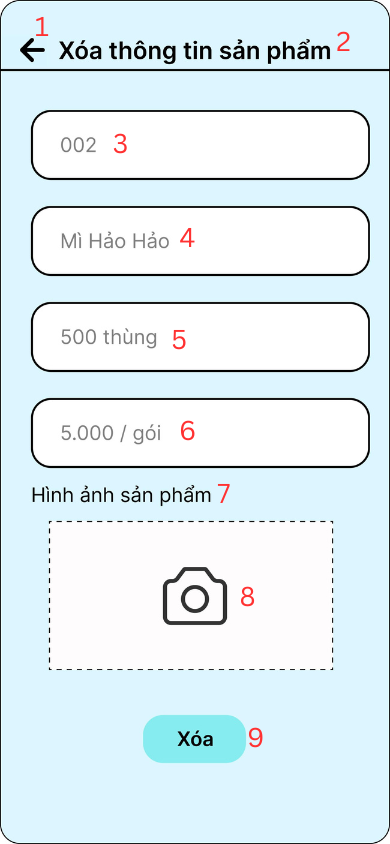 1
Xóa thông tin sản phẩm 2
002 3
Mì Hảo Hảo 4
500 thùng 5
5.000 / gói 6
Hình ảnh sản phẩm 7
8
Xóa 9